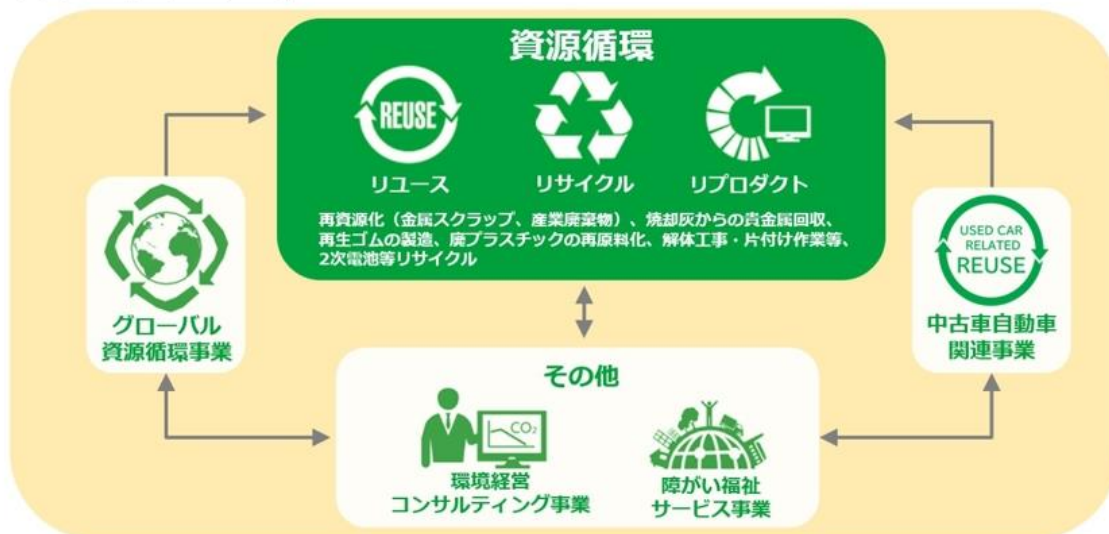 資源循環
REUSE
リユース
リサイクル
リプロダクト
再資源化（金属スクラップ、産業廃棄物）、焼却灰からの貴金属回収、
再生ゴムの製造、廃プラスチックの再原料化、解体工事・片付け作業等、
2次電池等リサイクル
グローバル
資源循環事業
USED CAR
RELATED
REUSE
中古車自動車
関連事業
その他
CO₂
環境経営
コンサルティング事業
障がい福祉
サービス事業